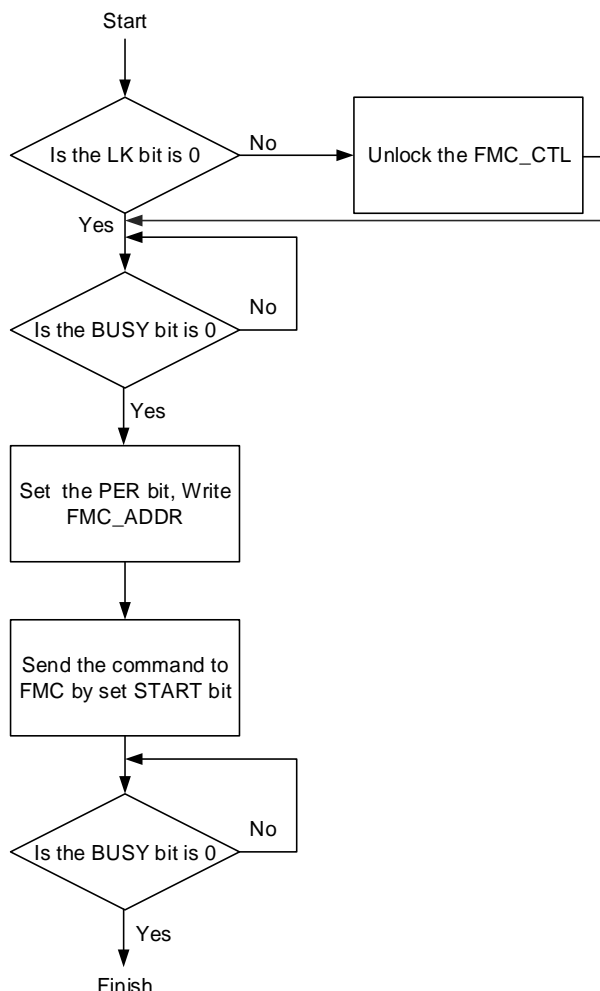 Start
Is the LK bit is 0
No
Unlock the FMC_CTL
Yes
No
Is the BUSY bit is 0
Yes
Set the PER bit, Write
FMC_ADDR
Send the command to
FMC by set START bit
No
Is the BUSY bit is 0
Yes
Finish